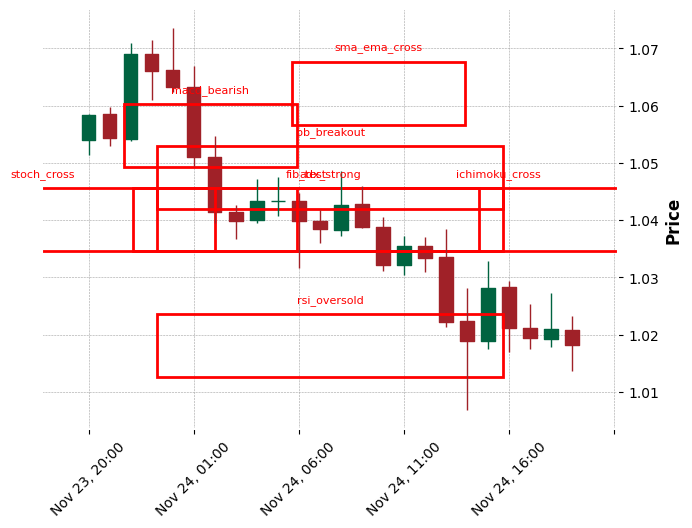 sma_ema_cross
macd_bearish
bb_breakout
stoch_cross
ichimoku_cross
rsi_oversold
1.07
1.06
1.05
1.04
1.03
1.02
1.01
Price
Nov 23, 20:00
Nov 24, 01:00
Nov 24, 06:00
Nov 24, 11:00
Nov 24, 16:00